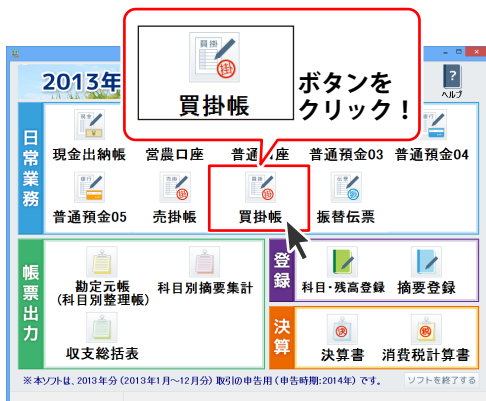 買掛
買掛帳
ボタンを
クリック！
2013年
ヘルプ
日常業務
現金出納帳
営農口座
普通
座
普通預金03
普通預金04
普通預金05
売掛帳
買掛帳
振替伝票
帳票出力
勘定元帳
(科目別整理帳)
科目別摘要集計
収支総括表
登録
科目・残高登録
摘要登録
決算
決算書
消費税計算書
※本ソフトは、2013年分（2013年1月～12月分）取引の申告用（申告時期:2014年）です。
ソフトを終了する